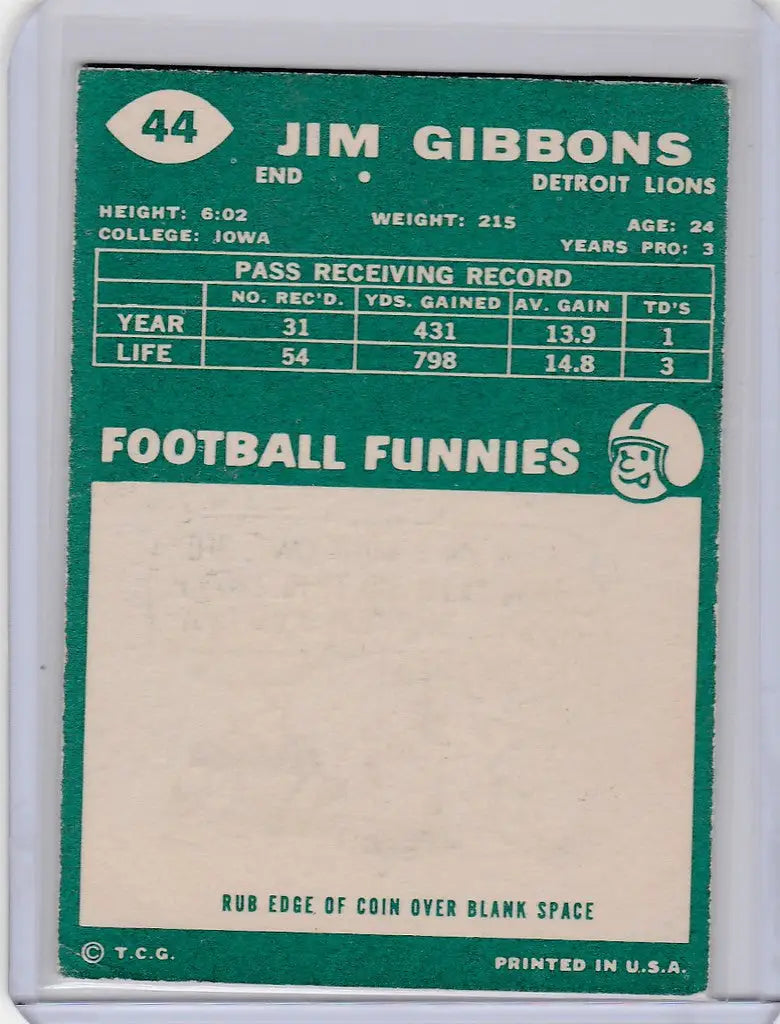 44
JIM GIBBONS
END • DETROIT LIONS
HEIGHT: 6:02 WEIGHT: 215 AGE: 24
COLLEGE: IOWA YEARS PRO: 3
PASS RECEIVING RECORD
NO. REC'D. YDS. GAINED AV. GAIN TD'S
YEAR 31 431 13.9 1
LIFE 54 798 14.8 3
FOOTBALL FUNNIES
RUB EDGE OF COIN OVER BLANK SPACE
© T.C.G. PRINTED IN U.S.A.